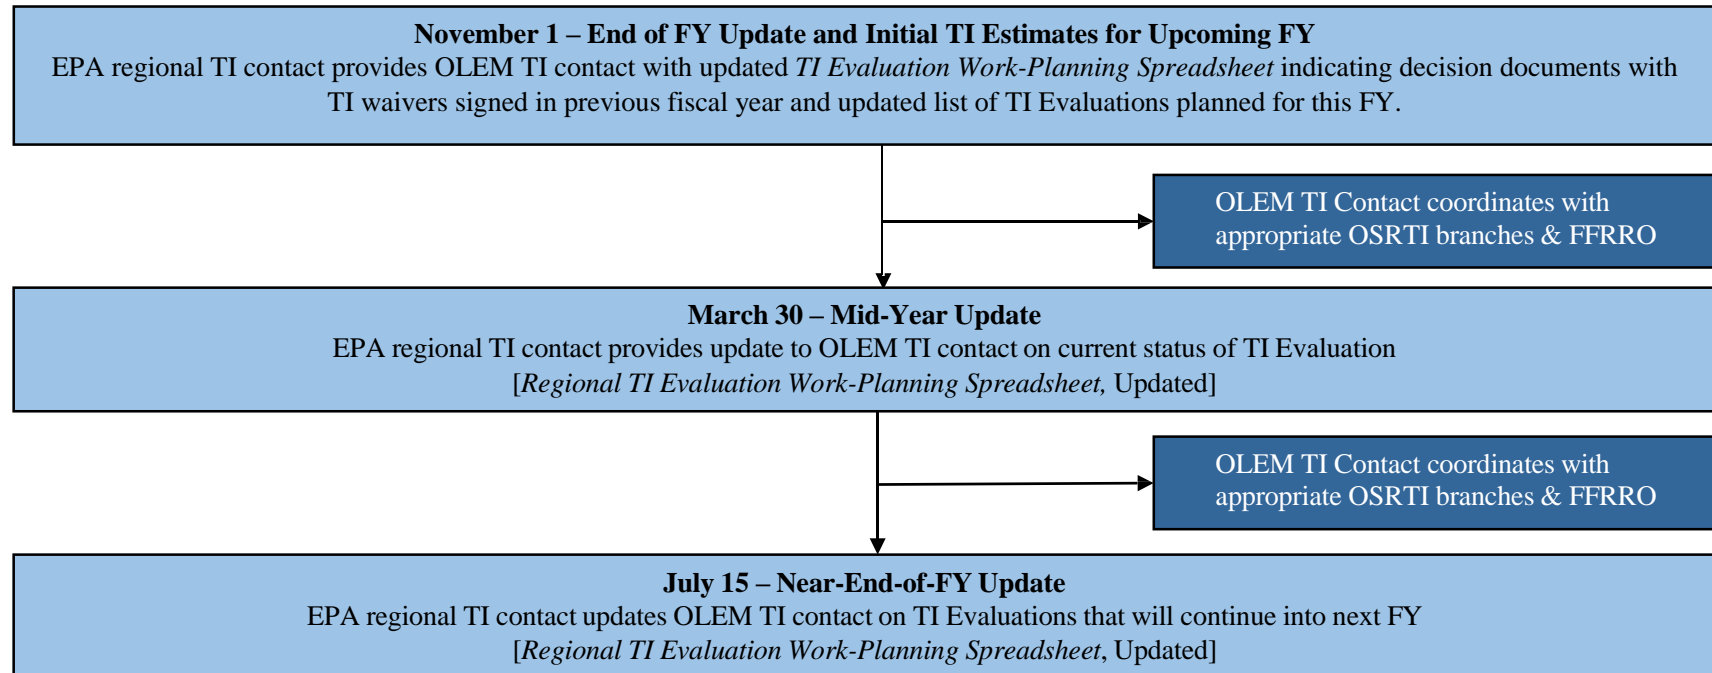 November 1 – End of FY Update and Initial TI Estimates for Upcoming FY
EPA regional TI contact provides OLEM TI contact with updated TI Evaluation Work-Planning Spreadsheet indicating decision documents with
TI waivers signed in previous fiscal year and updated list of TI Evaluations planned for this FY.
OLEM TI Contact coordinates with
appropriate OSRTI branches & FFRRO
March 30 – Mid-Year Update
EPA regional TI contact provides update to OLEM TI contact on current status of TI Evaluation
[Regional TI Evaluation Work-Planning Spreadsheet, Updated]
OLEM TI Contact coordinates with
appropriate OSRTI branches & FFRRO
July 15 – Near-End-of-FY Update
EPA regional TI contact updates OLEM TI contact on TI Evaluations that will continue into next FY
[Regional TI Evaluation Work-Planning Spreadsheet, Updated]